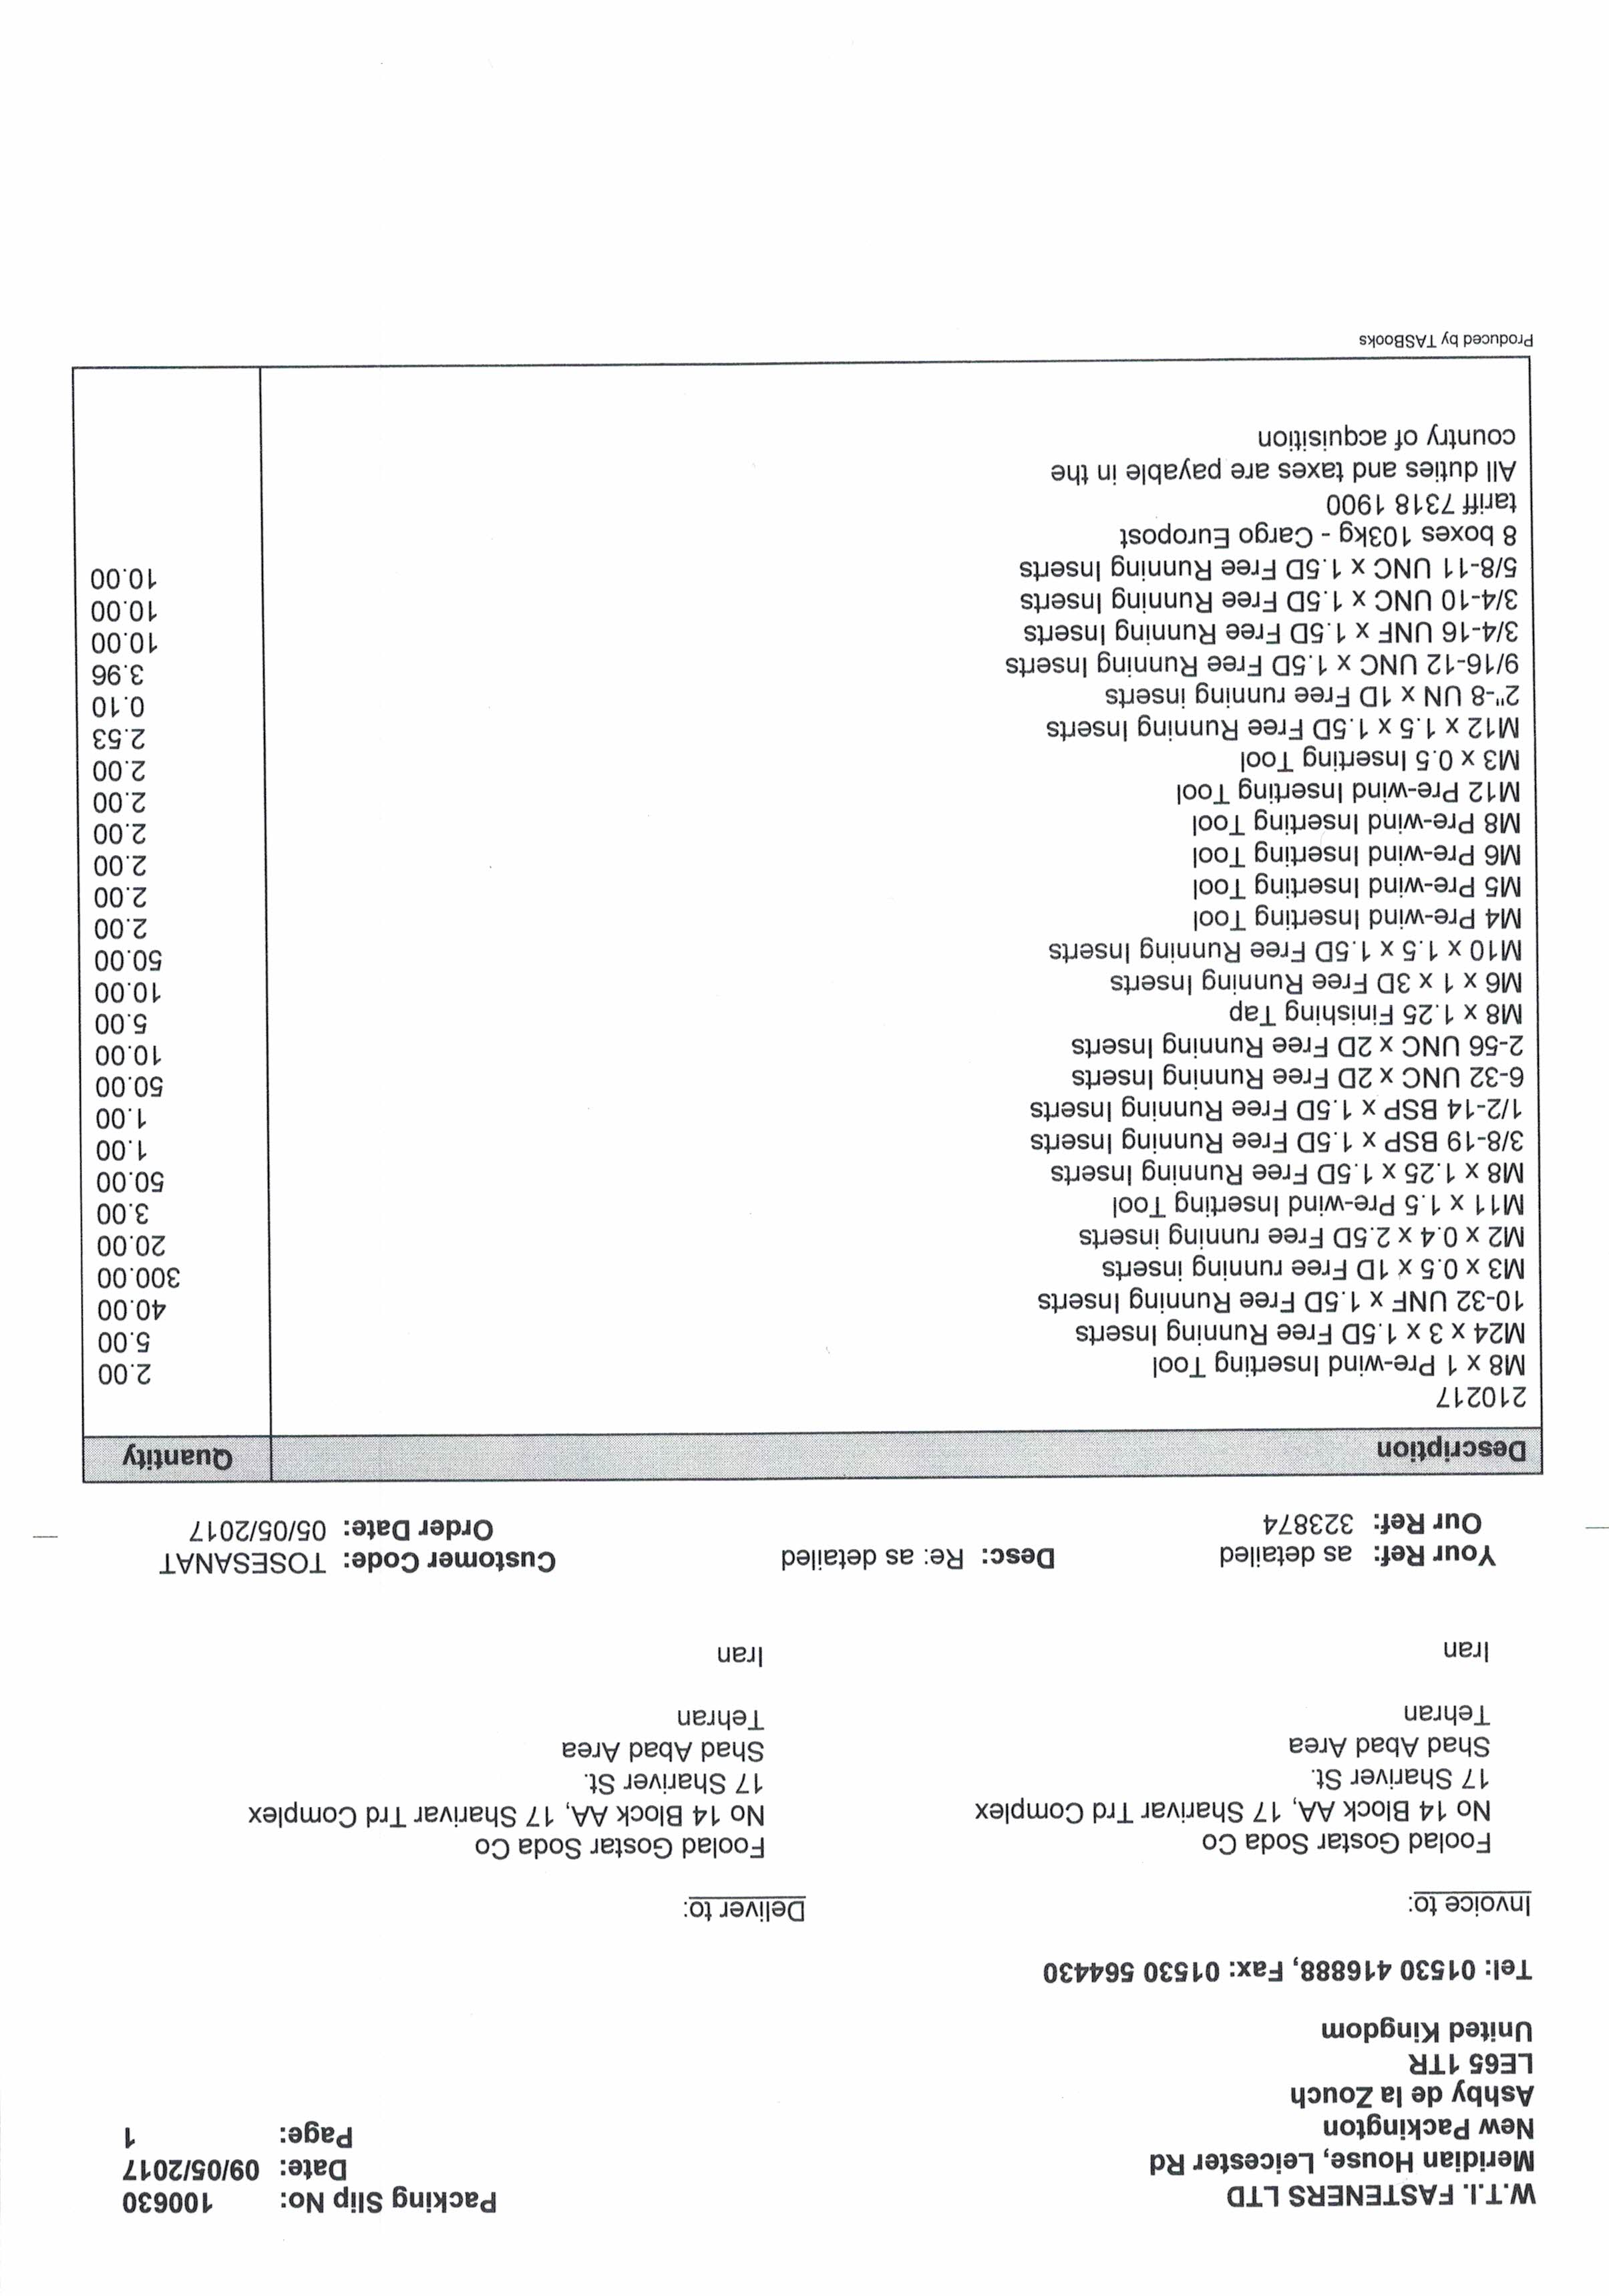 W.T.I. FASTENERS LTD
Meridian House, Leicester Rd
New Packington
Ashby de la Zouch
LE65 1TR
United Kingdom
Packing Slip No: 100630
Date: 09/05/2017
Page: 1
Tel: 01530 416888, Fax: 01530 564430
Invoice to:
Foolad Gostar Soda Co
No 14 Block AA, 17 Sharivar Trd Complex
17 Shariver St.
Shad Abad Area
Tehran
Iran
Deliver to:
Foolad Gostar Soda Co
No 14 Block AA, 17 Sharivar Trd Complex
17 Shariver St.
Shad Abad Area
Tehran
Iran
Your Ref: as detailed Desc: Re: as detailed Customer Code: TOSESANAT
Our Ref: 323874 Order Date: 05/05/2017
Description Quantity
210217
M8 x 1 Pre-wind Inserting Tool 2.00
M24 x 3 x 1.5D Free Running Inserts 5.00
10-32 UNF x 1.5D Free Running Inserts 40.00
M3 x 0.5 x 1D Free running inserts 300.00
M2 x 0.4 x 2.5D Free running inserts 20.00
M11 x 1.5 Pre-wind Inserting Tool 3.00
M8 x 1.25 x 1.5D Free Running Inserts 50.00
3/8-19 BSP x 1.5D Free Running Inserts 1.00
1/2-14 BSP x 1.5D Free Running Inserts 1.00
6-32 UNC x 2D Free Running Inserts 50.00
2-56 UNC x 2D Free Running Inserts 10.00
M8 x 1.25 Finishing Tap 5.00
M6 x 1 x 3D Free Running Inserts 10.00
M10 x 1.5 x 1.5D Free Running Inserts 50.00
M4 Pre-wind Inserting Tool 2.00
M5 Pre-wind Inserting Tool 2.00
M6 Pre-wind Inserting Tool 2.00
M8 Pre-wind Inserting Tool 2.00
M12 Pre-wind Inserting Tool 2.00
M3 x 0.5 Inserting Tool 2.00
M12 x 1.5 x 1.5D Free Running Inserts 2.53
2"-8 UN x 1D Free running inserts 0.10
9/16-12 UNC x 1.5D Free Running Inserts 3.96
3/4-16 UNF x 1.5D Free Running Inserts 10.00
3/4-10 UNC x 1.5D Free Running Inserts 10.00
5/8-11 UNC x 1.5D Free Running Inserts 10.00
8 boxes 103kg - Cargo Europost
tariff 7318 1900
All duties and taxes are payable in the
country of acquisition
Produced by TASBooks